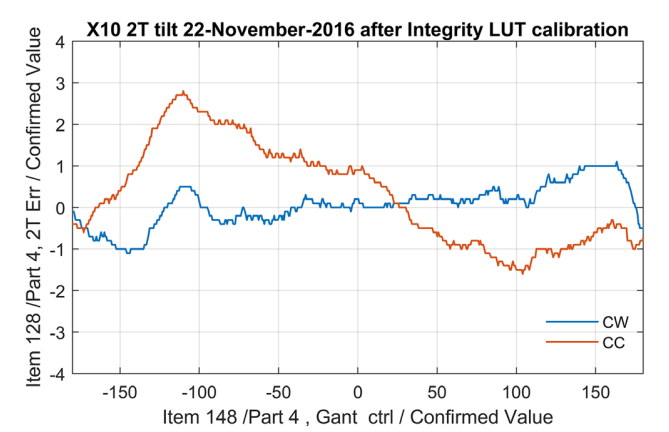 X10 2T tilt 22-November-2016 after Integrity LUT calibration
Item 128 /Part 4, 2T Err / Confirmed Value
4
3
2
1
0
-1
-2
-3
-4
CW
CC
-150 -100 -50 0 50 100 150
Item 148 /Part 4 , Gant ctrl / Confirmed Value